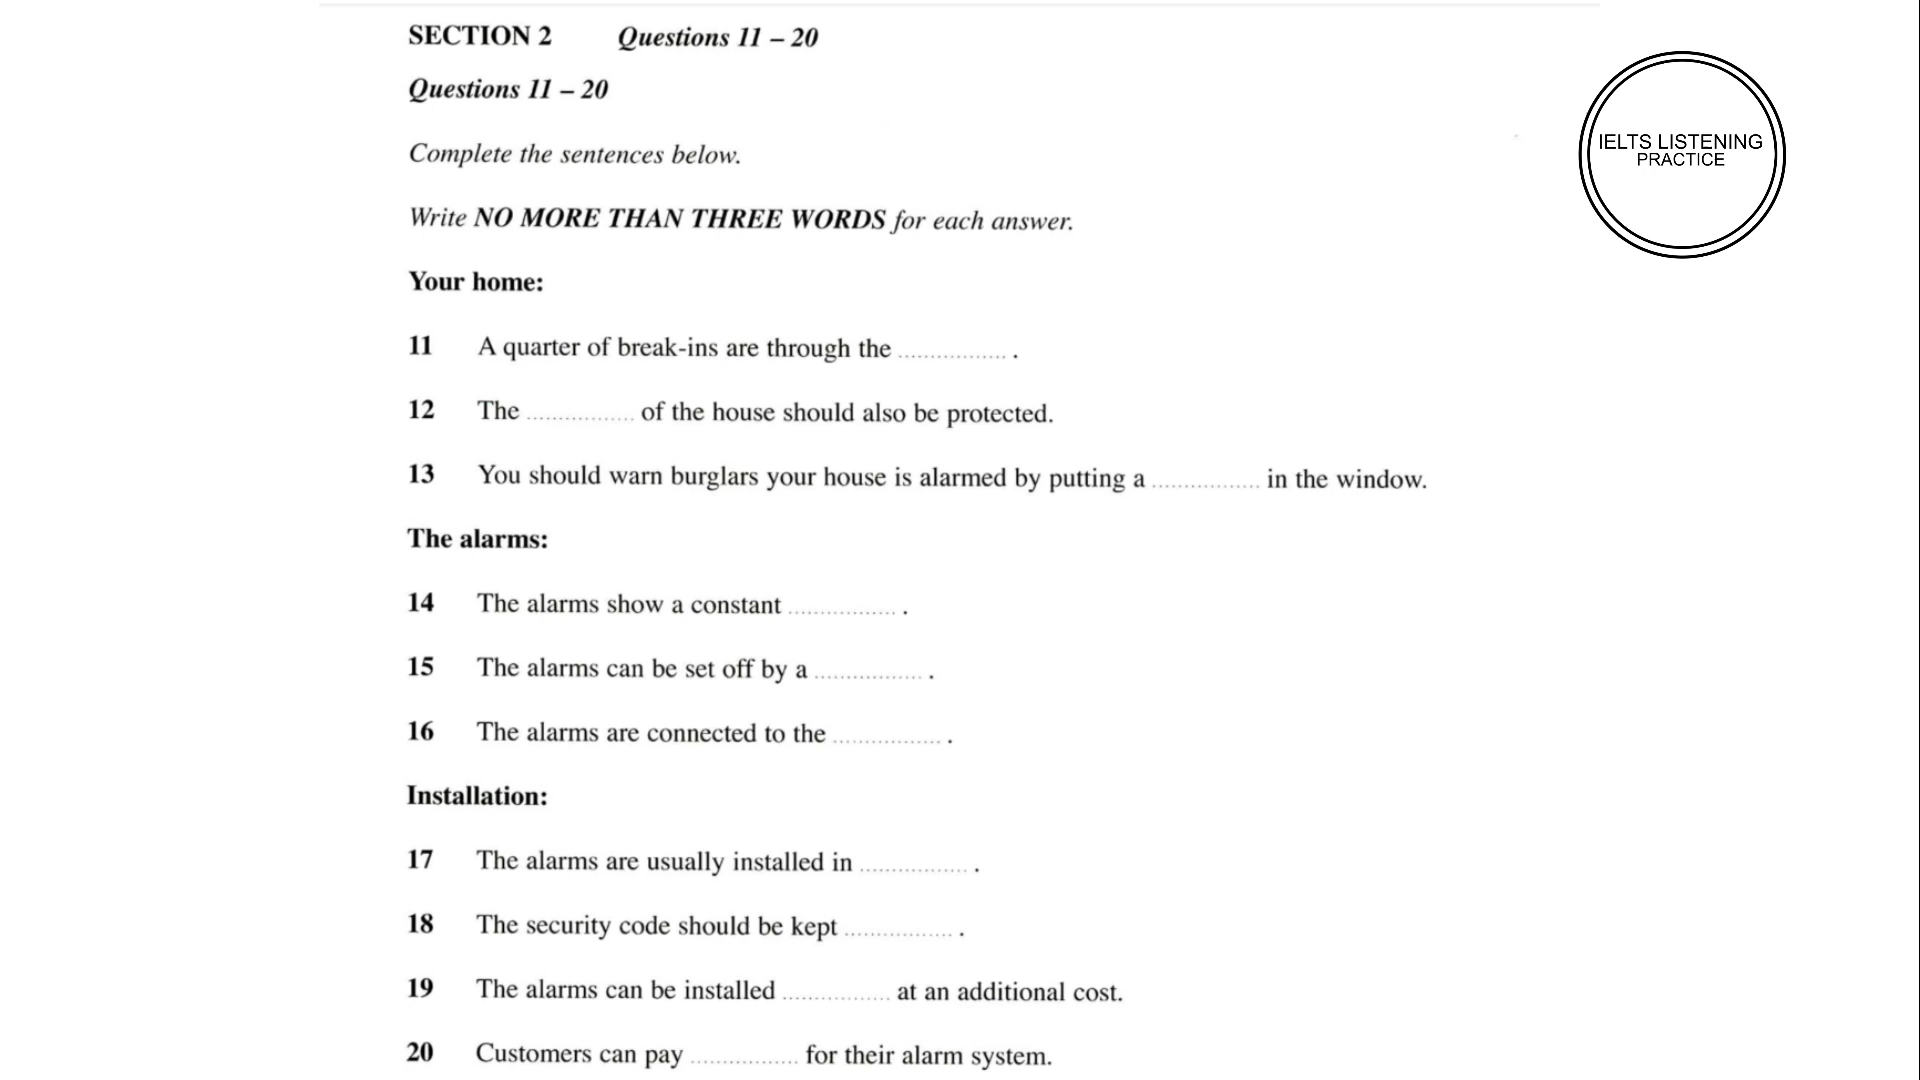 SECTION 2 Questions 11 – 20
IELTS LISTENING
PRACTICE
Questions 11 – 20
Complete the sentences below.
Write NO MORE THAN THREE WORDS for each answer.
Your home:
11 A quarter of break-ins are through the ................. .
12 The ................. of the house should also be protected.
13 You should warn burglars your house is alarmed by putting a ................. in the window.
The alarms:
14 The alarms show a constant ................. .
15 The alarms can be set off by a ................. .
16 The alarms are connected to the ................. .
Installation:
17 The alarms are usually installed in ................. .
18 The security code should be kept ................. .
19 The alarms can be installed ................. at an additional cost.
20 Customers can pay ................. for their alarm system.